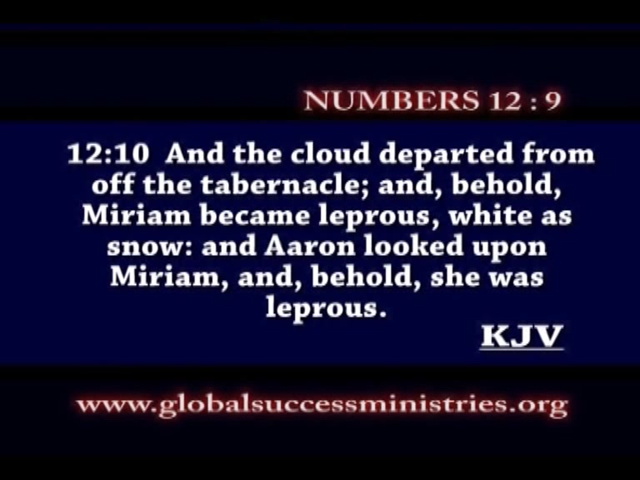 NUMBERS 12 : 9
12:10 And the cloud departed from
off the tabernacle; and, behold,
Miriam became leprous, white as
snow: and Aaron looked upon
Miriam, and, behold, she was
leprous.
KJV
www.globalsuccessministries.org